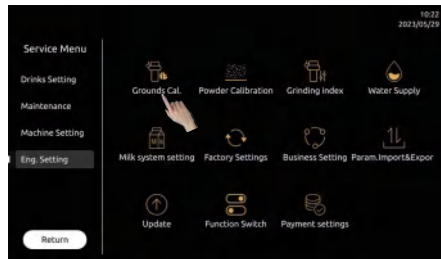 10:22
2023/05/29
Service Menu
Drinks Setting
Maintenance
Machine Setting
Eng. Setting
Return
Grounds Cal.
Powder Calibration
Grinding index
Water Supply
Milk system setting
Factory Settings
Business Setting
Param.Import&Expor
Update
Function Switch
Payment settings